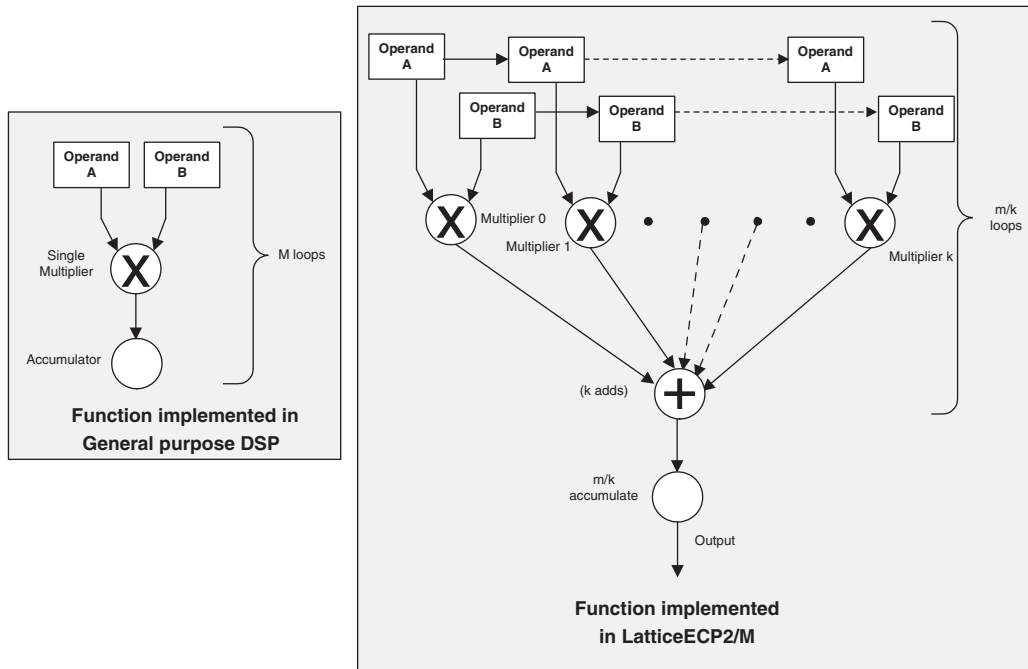 Operand
A
Operand
B
Single
Multiplier
X
M loops
Accumulator
Function implemented in
General purpose DSP
Operand
A
Operand
A
Operand
A
Operand
B
Operand
B
Operand
B
X
Multiplier 0
X
Multiplier 1
X
Multiplier k
m/k
loops
(k adds)
+
m/k
accumulate
Output
Function implemented
in LatticeECP2/M